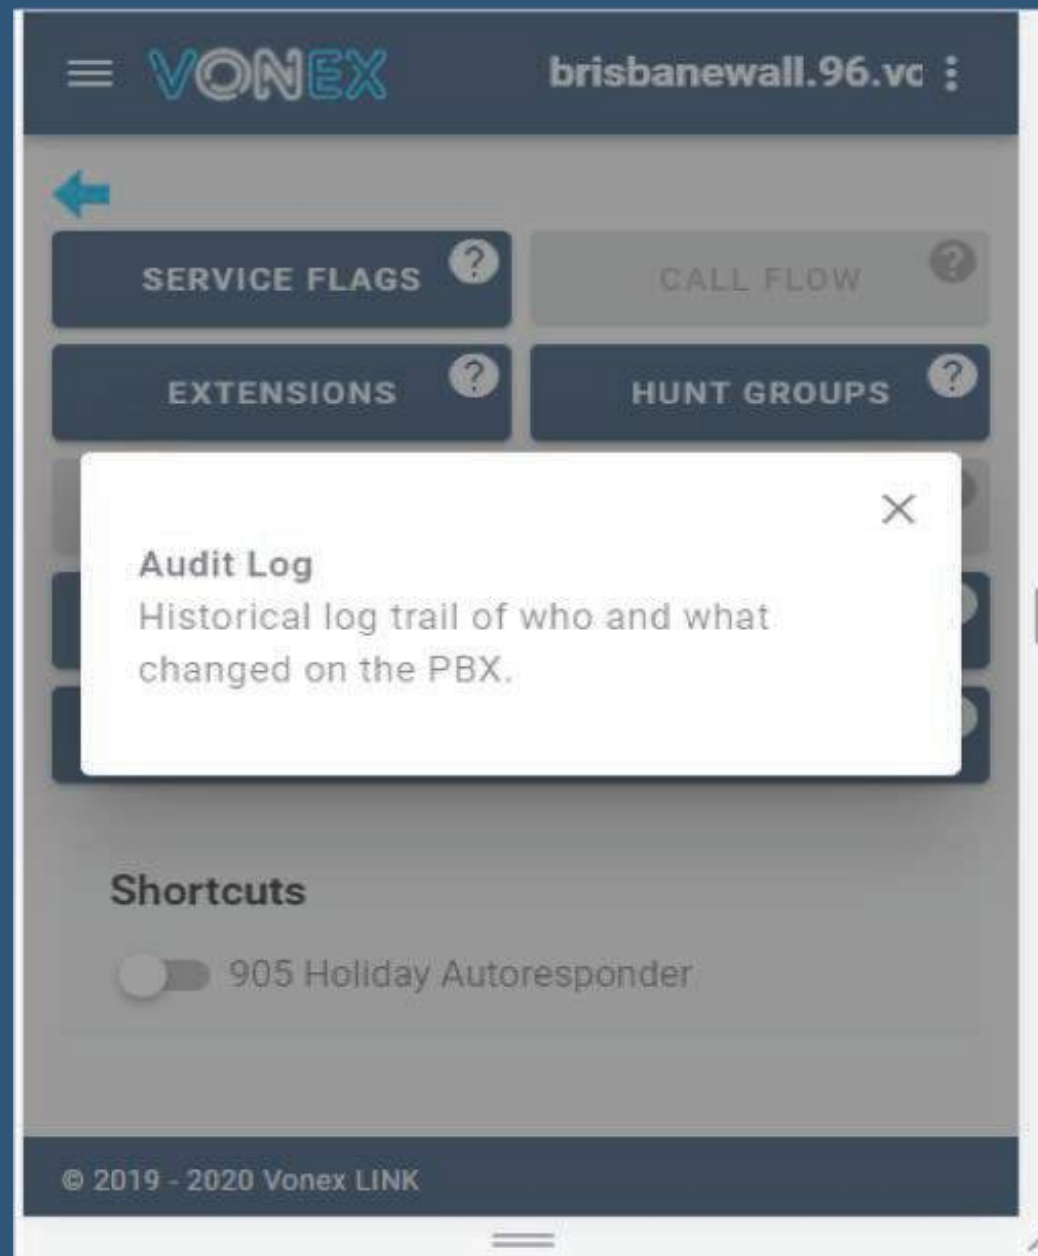 VONEX
brisbanewall.96.vc
SERVICE FLAGS ?
CALL FLOW ?
EXTENSIONS ?
HUNT GROUPS ?
Audit Log
Historical log trail of who and what
changed on the PBX.
Shortcuts
905 Holiday Autoresponder
© 2019 - 2020 Vonex LINK